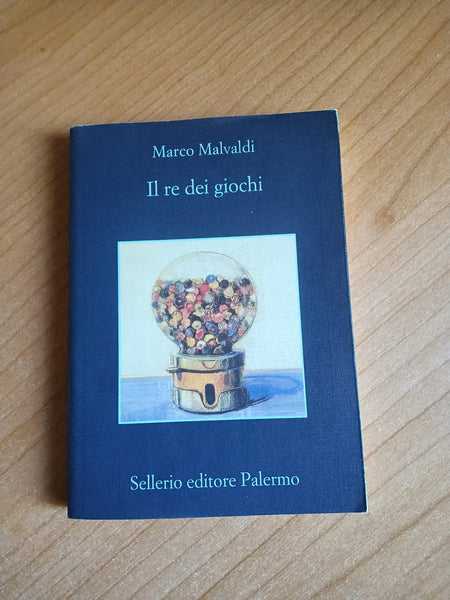 Marco Malvaldi
Il re dei giochi
Sellerio editore Palermo